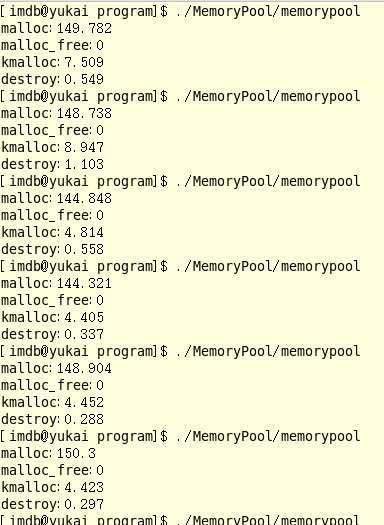 [imdb@yukai program]$ ./MemoryPool/memorypool
malloc:149.782
malloc_free:0
kmalloc:7.509
destroy:0.549
[imdb@yukai program]$ ./MemoryPool/memorypool
malloc:148.738
malloc_free:0
kmalloc:8.947
destroy:1.103
[imdb@yukai program]$ ./MemoryPool/memorypool
malloc:144.848
malloc_free:0
kmalloc:4.814
destroy:0.558
[imdb@yukai program]$ ./MemoryPool/memorypool
malloc:144.321
malloc_free:0
kmalloc:4.405
destroy:0.337
[imdb@yukai program]$ ./MemoryPool/memorypool
malloc:148.904
malloc_free:0
kmalloc:4.452
destroy:0.288
[imdb@yukai program]$ ./MemoryPool/memorypool
malloc:150.3
malloc_free:0
kmalloc:4.423
destroy:0.297
[imdb@yukai program]$ ./MemoryPool/memorypool